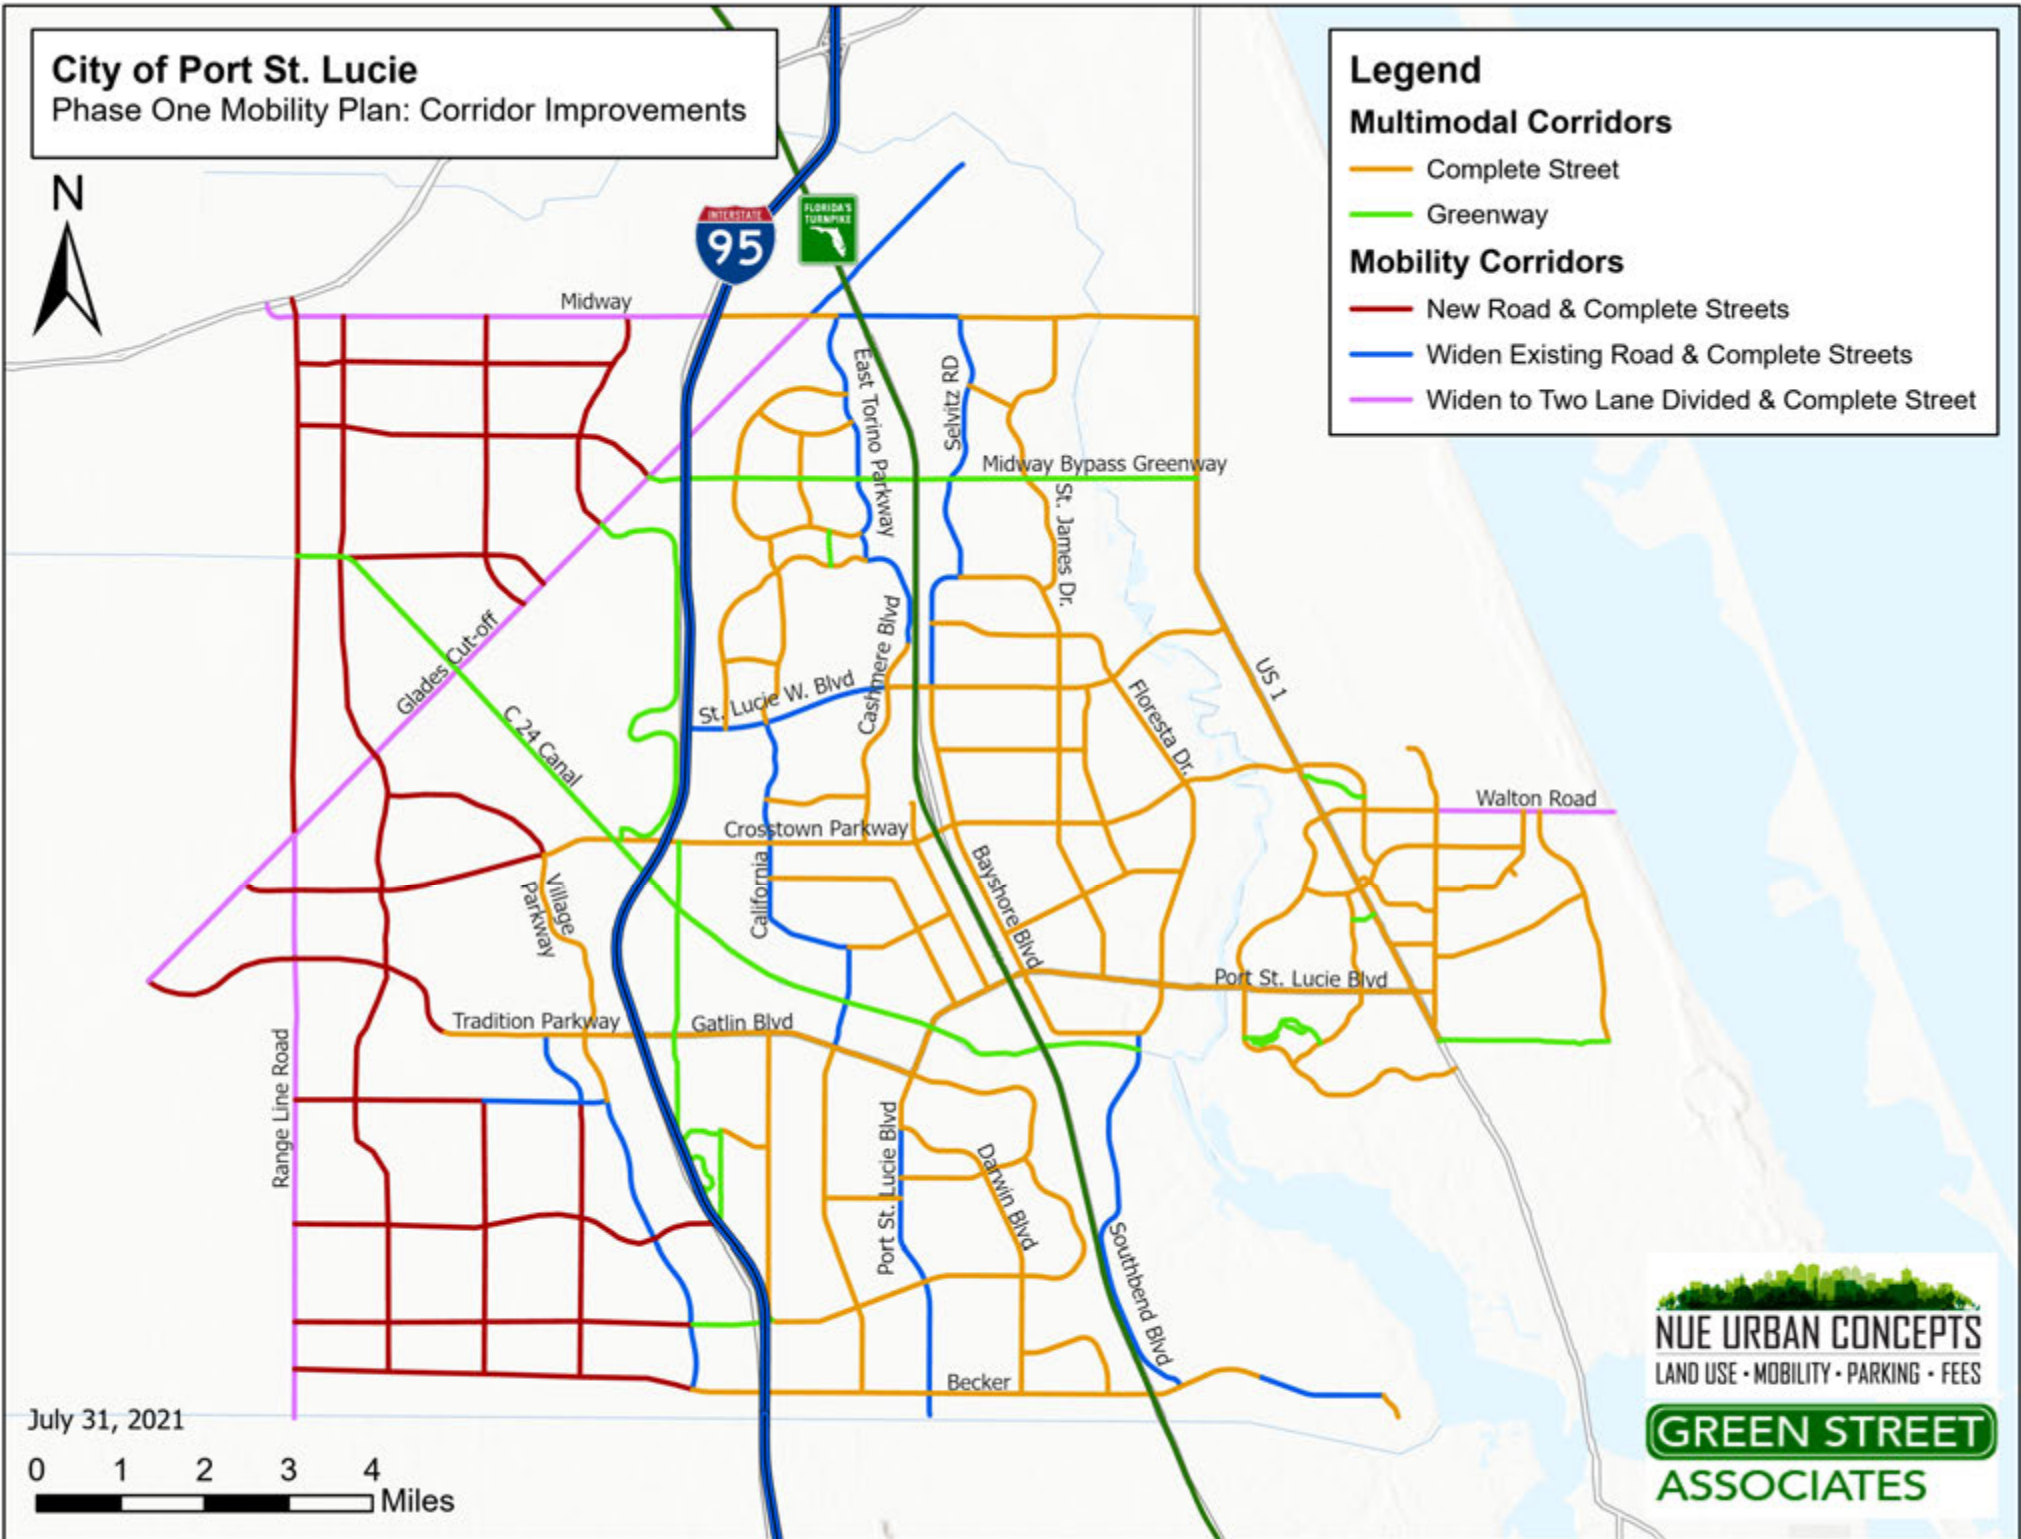 City of Port St. Lucie
Phase One Mobility Plan: Corridor Improvements
N
Legend
Multimodal Corridors
Complete Street
Greenway
Mobility Corridors
New Road & Complete Streets
Widen Existing Road & Complete Streets
Widen to Two Lane Divided & Complete Street
INTERSTATE
95
FLORIDA'S
TURNPIKE
Midway
East Torino Parkway
Selvitz RD
Midway Bypass Greenway
St. James Dr.
Glades Cut-off
C 24 Canal
Cashmere Blvd
St. Lucie W. Blvd
Floresta Dr.
US 1
Walton Road
Crosstown Parkway
California
Village
Parkway
Bayshore Blvd
Port St. Lucie Blvd
Tradition Parkway
Gatlin Blvd
Range Line Road
Port St. Lucie Blvd
Darwin Blvd
Southbend Blvd
Becker
July 31, 2021
0 1 2 3 4
Miles
NUE URBAN CONCEPTS
LAND USE • MOBILITY • PARKING • FEES
GREEN STREET
ASSOCIATES